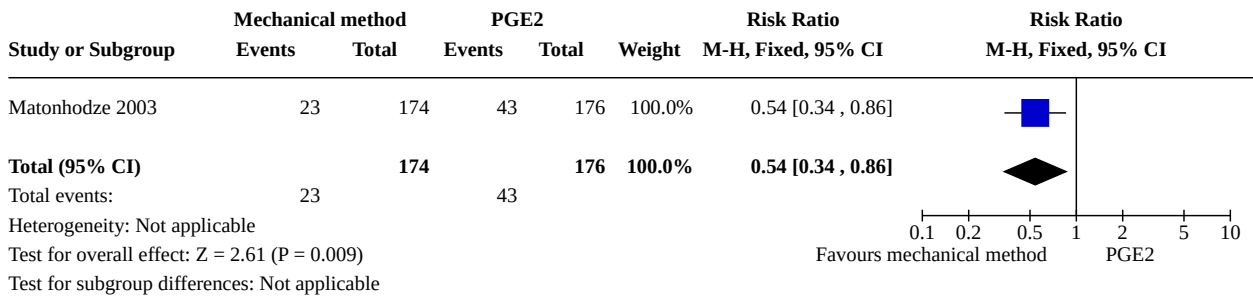 Mechanical method PGE2 Risk Ratio Risk Ratio
Study or Subgroup Events Total Events Total Weight M-H, Fixed, 95% CI M-H, Fixed, 95% CI
Matonhodze 2003 23 174 43 176 100.0% 0.54 [0.34 , 0.86]
Total (95% CI) 174 176 100.0% 0.54 [0.34 , 0.86]
Total events: 23 43
Heterogeneity: Not applicable
0.1 0.2 0.5 1 2 5 10
Test for overall effect: Z = 2.61 (P = 0.009) Favours mechanical method PGE2
Test for subgroup differences: Not applicable